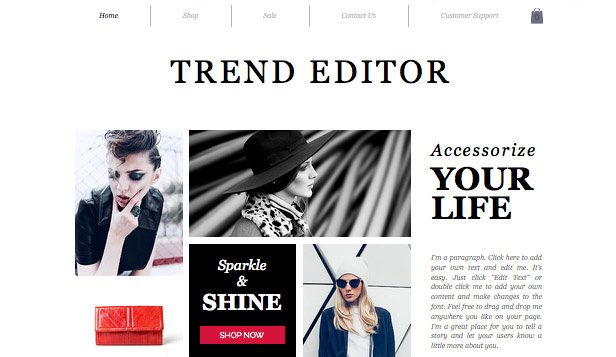 Home
Shop
Sale
Contact Us
Customer Support
0
TREND EDITOR
Accessorize
YOUR
LIFE
Sparkle
&
SHINE
SHOP NOW
I'm a paragraph. Click here to add
your own text and edit me. It's
easy. Just click "Edit Text" or
double click me to add your own
content and make changes to the
font. Feel free to drag and drop me
anywhere you like on your page.
I'm a great place for you to tell a
story and let your users know a
little more about you.